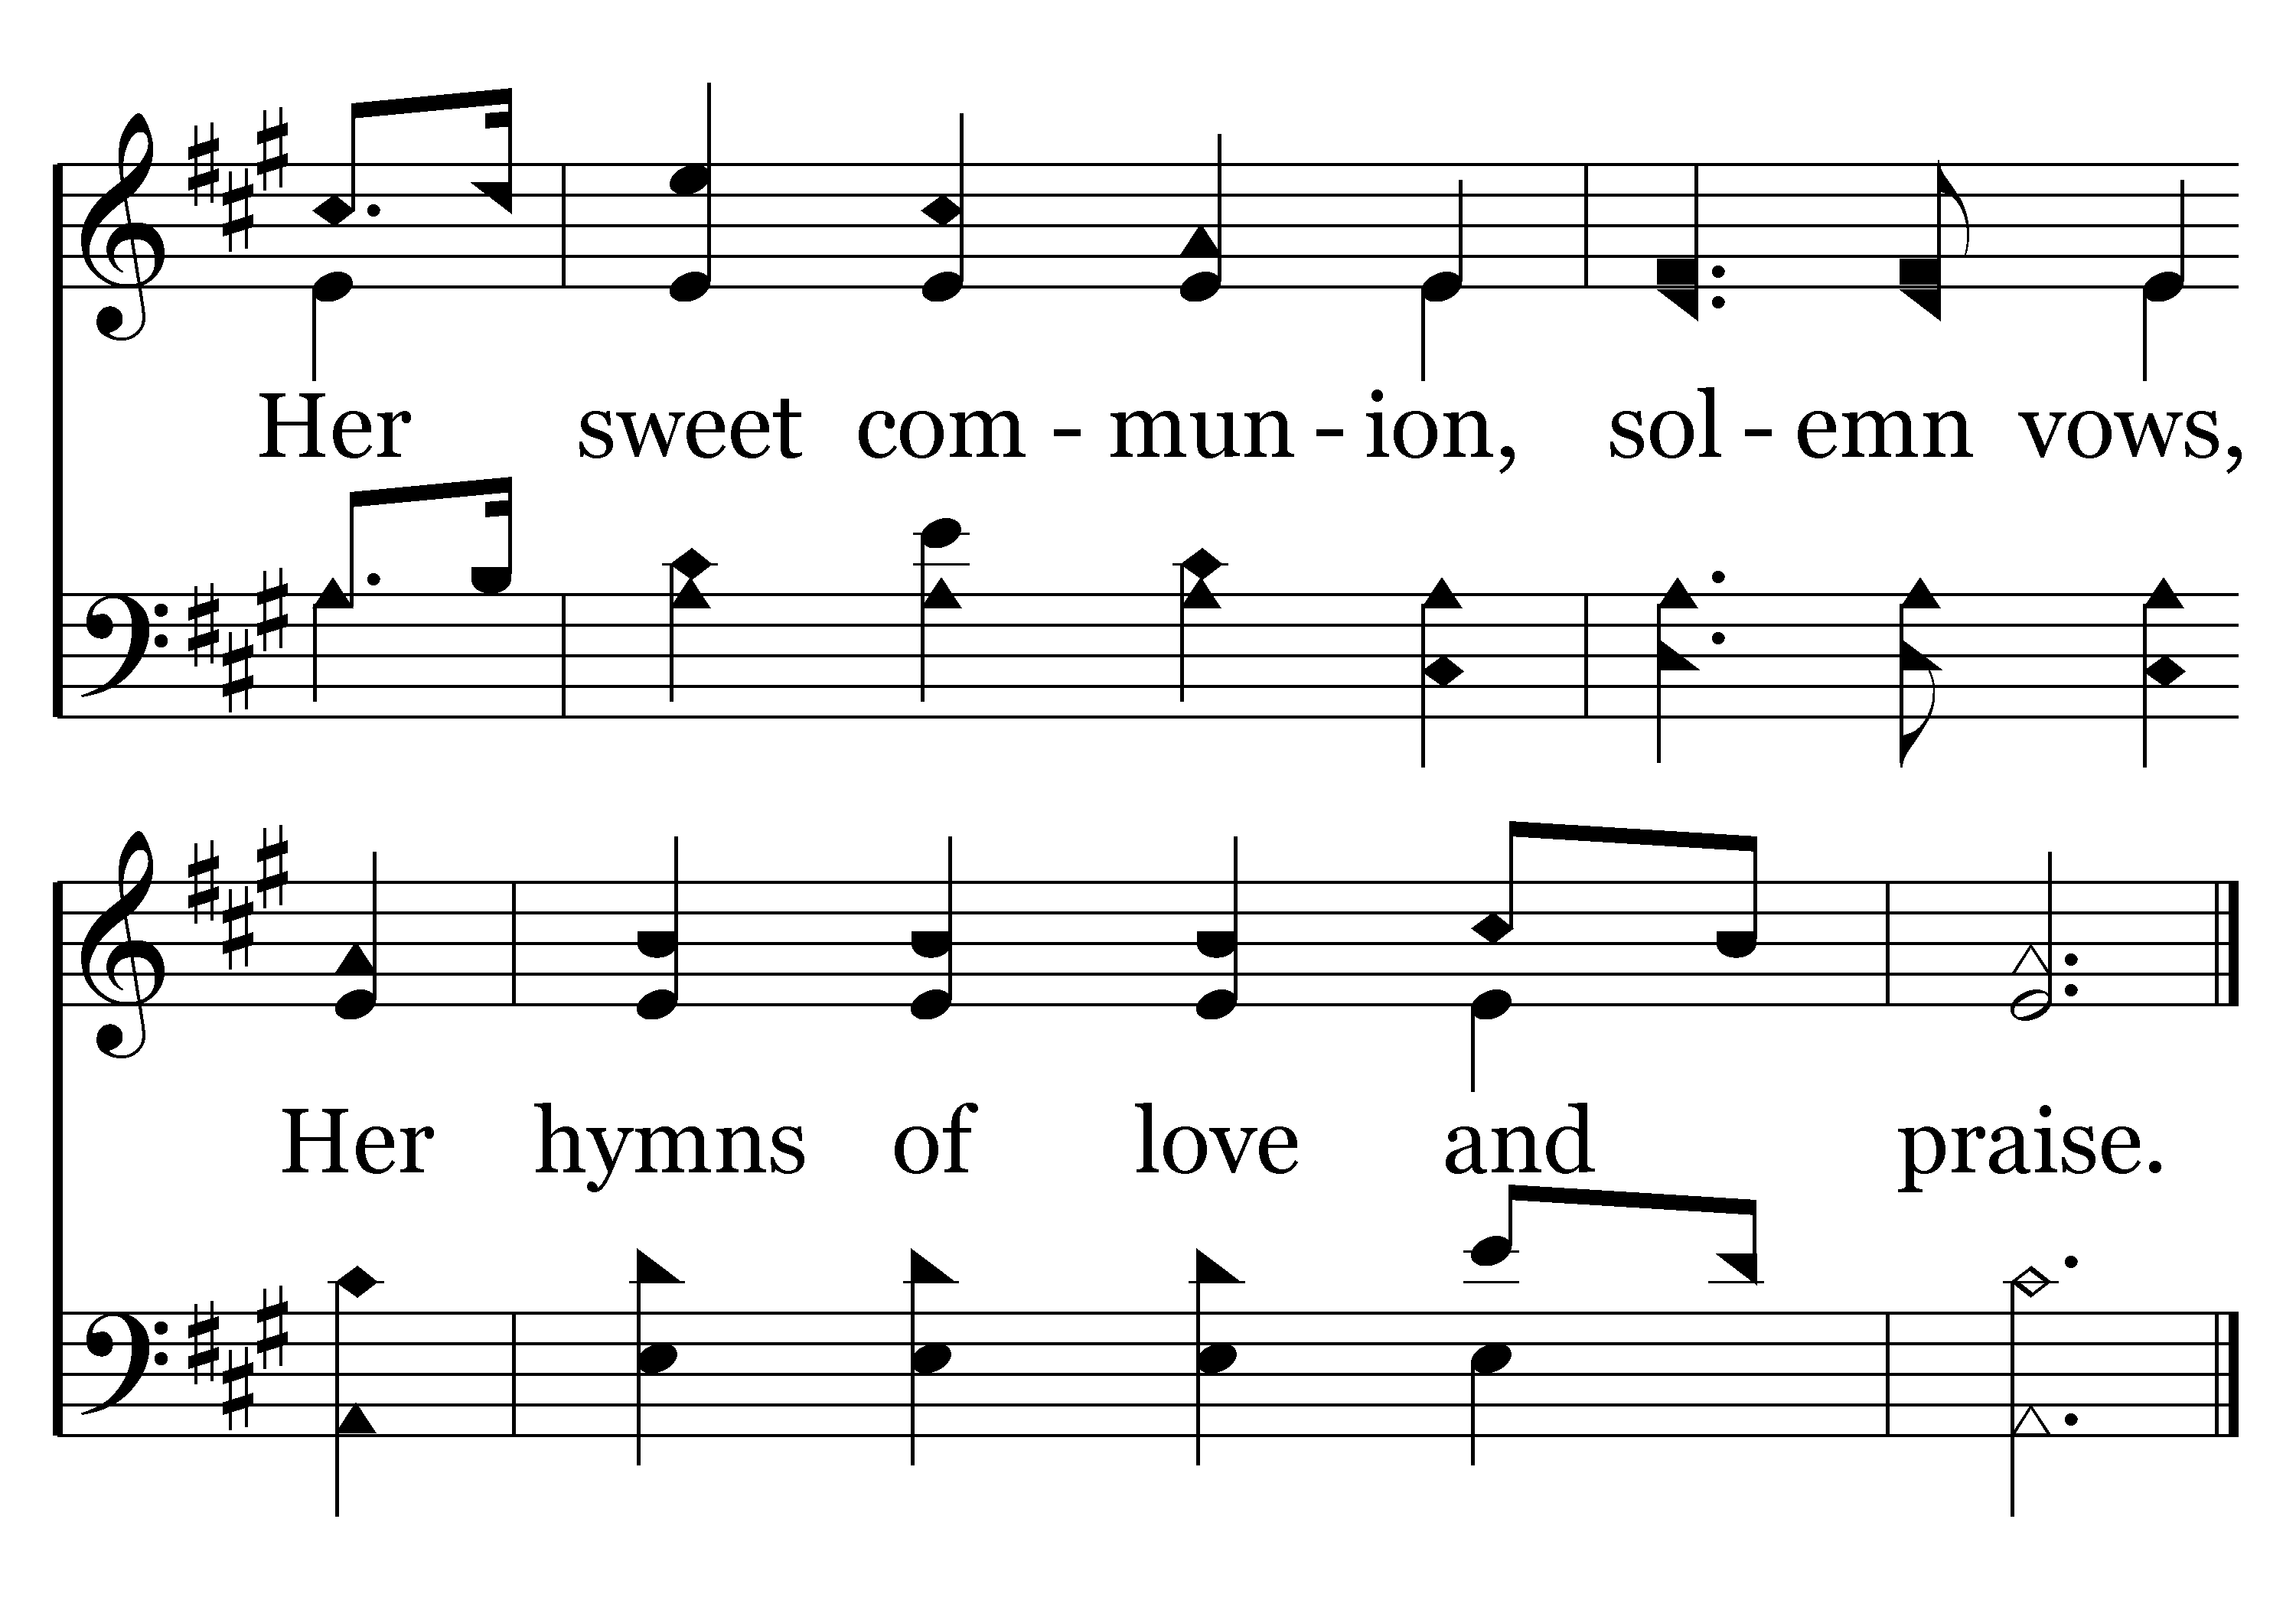 Her sweet com - mun - ion, sol - emn vows,
Her hymns of love and praise.